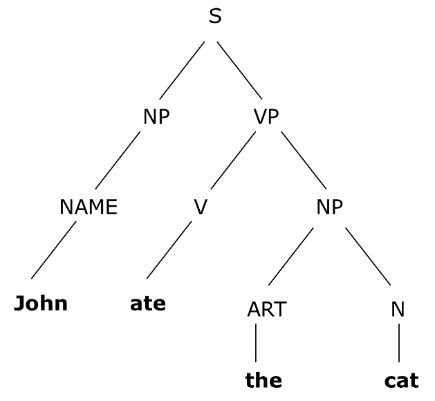 S
NP VP
NAME V NP
John ate ART N
the cat